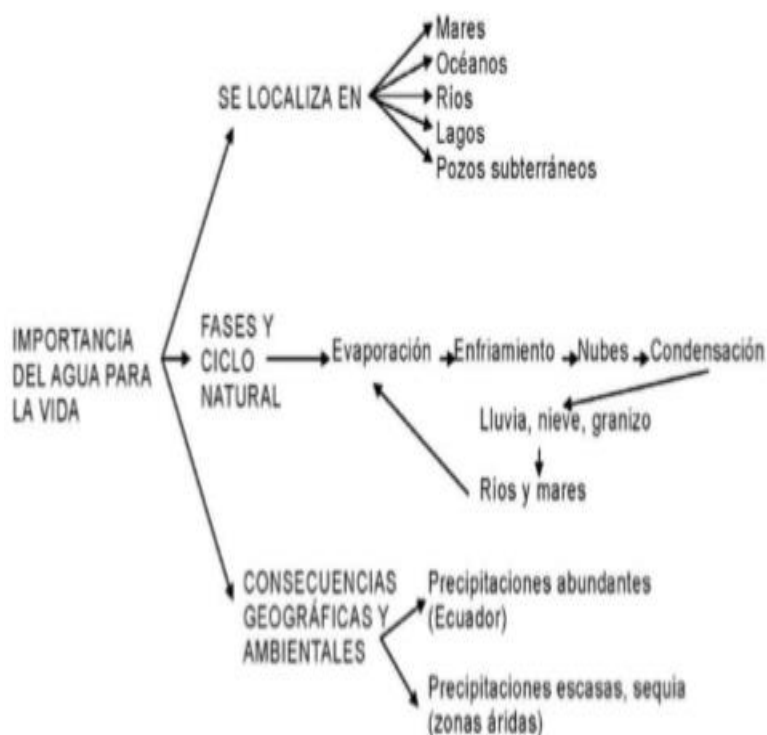 Mares
Océanos
SE LOCALIZA EN
Ríos
Lagos
Pozos subterráneos
IMPORTANCIA
DEL AGUA PARA
LA VIDA
FASES Y
CICLO
NATURAL
Evaporación
Enfriamiento
Nubes
Condensación
Lluvia, nieve, granizo
Ríos y mares
CONSECUENCIAS
GEOGRÁFICAS Y
AMBIENTALES
Precipitaciones abundantes
(Ecuador)
Precipitaciones escasas, sequia
(zonas áridas)